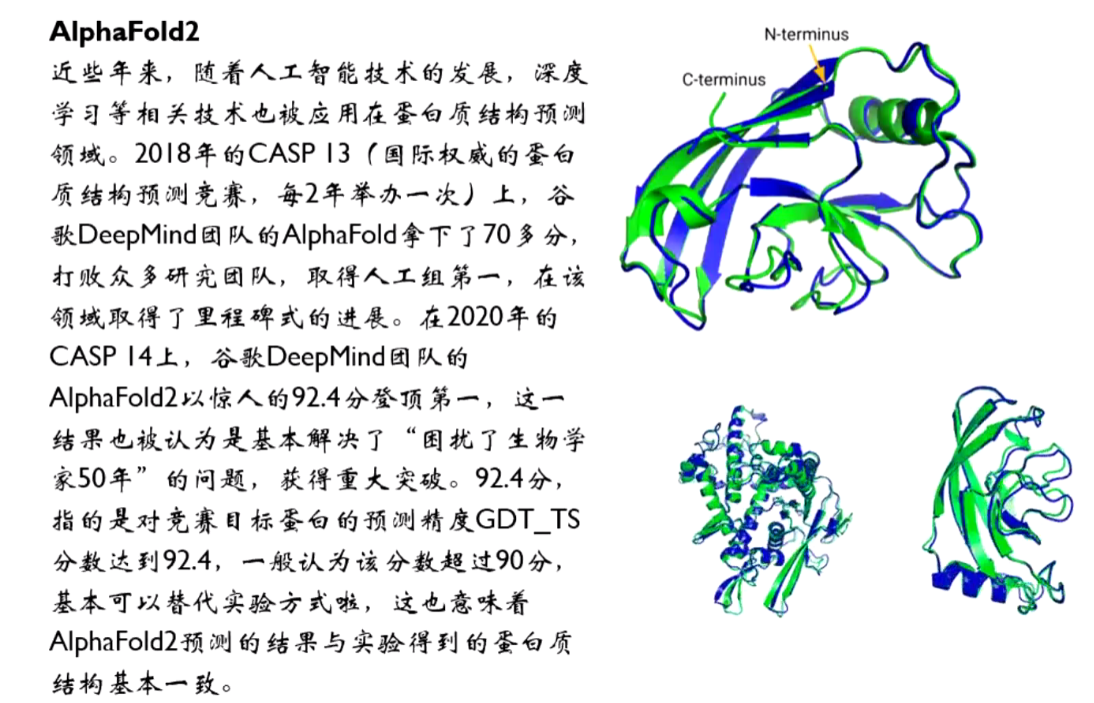 AlphaFold2
近些年来，随着人工智能技术的发展，深度
学习等相关技术也被应用在蛋白质结构预测
领域。2018年的CASP 13（国际权威的蛋白
质结构预测竞赛，每2年举办一次）上，谷
歌DeepMind团队的AlphaFold拿下了70多分，
打败众多研究团队，取得人工组第一，在该
领域取得了里程碑式的进展。在2020年的
CASP 14上，谷歌DeepMind团队的
AlphaFold2以惊人的92.4分登顶第一，这一
结果也被认为是基本解决了“困扰了生物学
家50年”的问题，获得重大突破。92.4分，
指的是对竞赛目标蛋白的预测精度GDT_TS
分数达到92.4，一般认为该分数超过90分，
基本可以替代实验方式啦，这也意味着
AlphaFold2预测的结果与实验得到的蛋白质
结构基本一致。
N-terminus
C-terminus